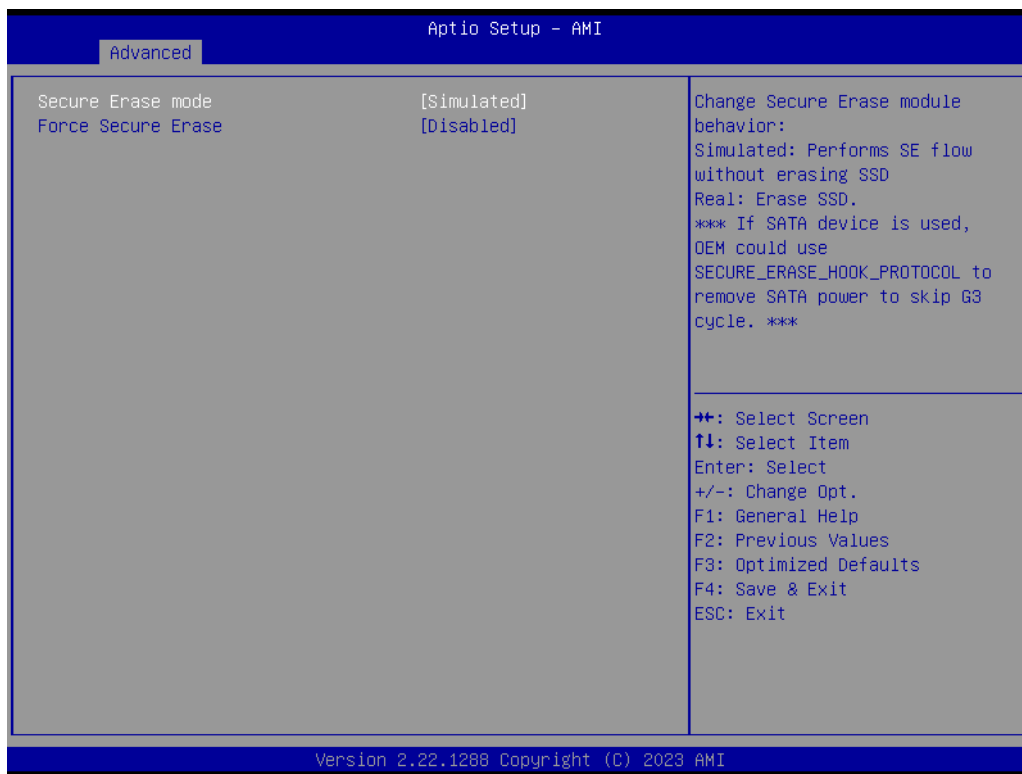 Aptio Setup – AMI
Advanced
Secure Erase mode [Simulated]
Force Secure Erase [Disabled]
Change Secure Erase module
behavior:
Simulated: Performs SE flow
without erasing SSD
Real: Erase SSD.
*** If SATA device is used,
OEM could use
SECURE_ERASE_HOOK_PROTOCOL to
remove SATA power to skip G3
cycle. ***
→←: Select Screen
↑↓: Select Item
Enter: Select
+/-: Change Opt.
F1: General Help
F2: Previous Values
F3: Optimized Defaults
F4: Save & Exit
ESC: Exit
Version 2.22.1288 Copyright (C) 2023 AMI